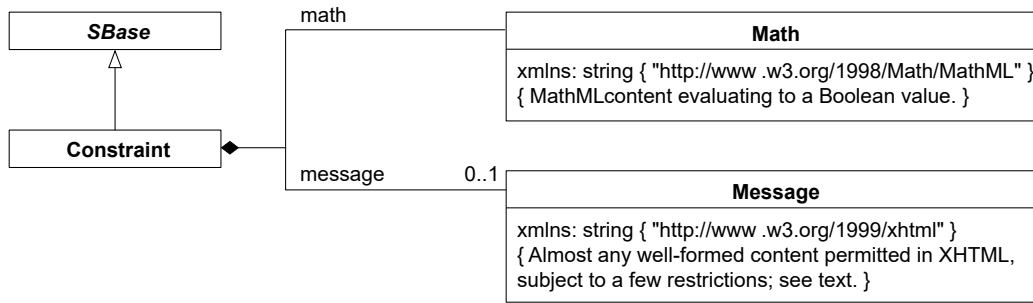 SBase
math
Math
xmlns: string { "http://www .w3.org/1998/Math/MathML" }
{ MathMLcontent evaluating to a Boolean value. }
Constraint
message 0..1
Message
xmlns: string { "http://www .w3.org/1999/xhtml" }
{ Almost any well-formed content permitted in XHTML,
subject to a few restrictions; see text. }